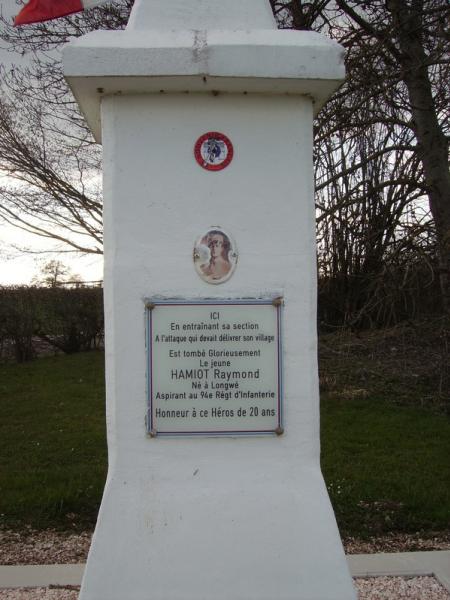 ICI
En entraînant sa section
A l'attaque qui devait délivrer son village
Est tombé Glorieusement
Le jeune
HAMIOT Raymond
Né à Longwé
Aspirant au 94e Régt d'Infanterie
Honneur à ce Héros de 20 ans